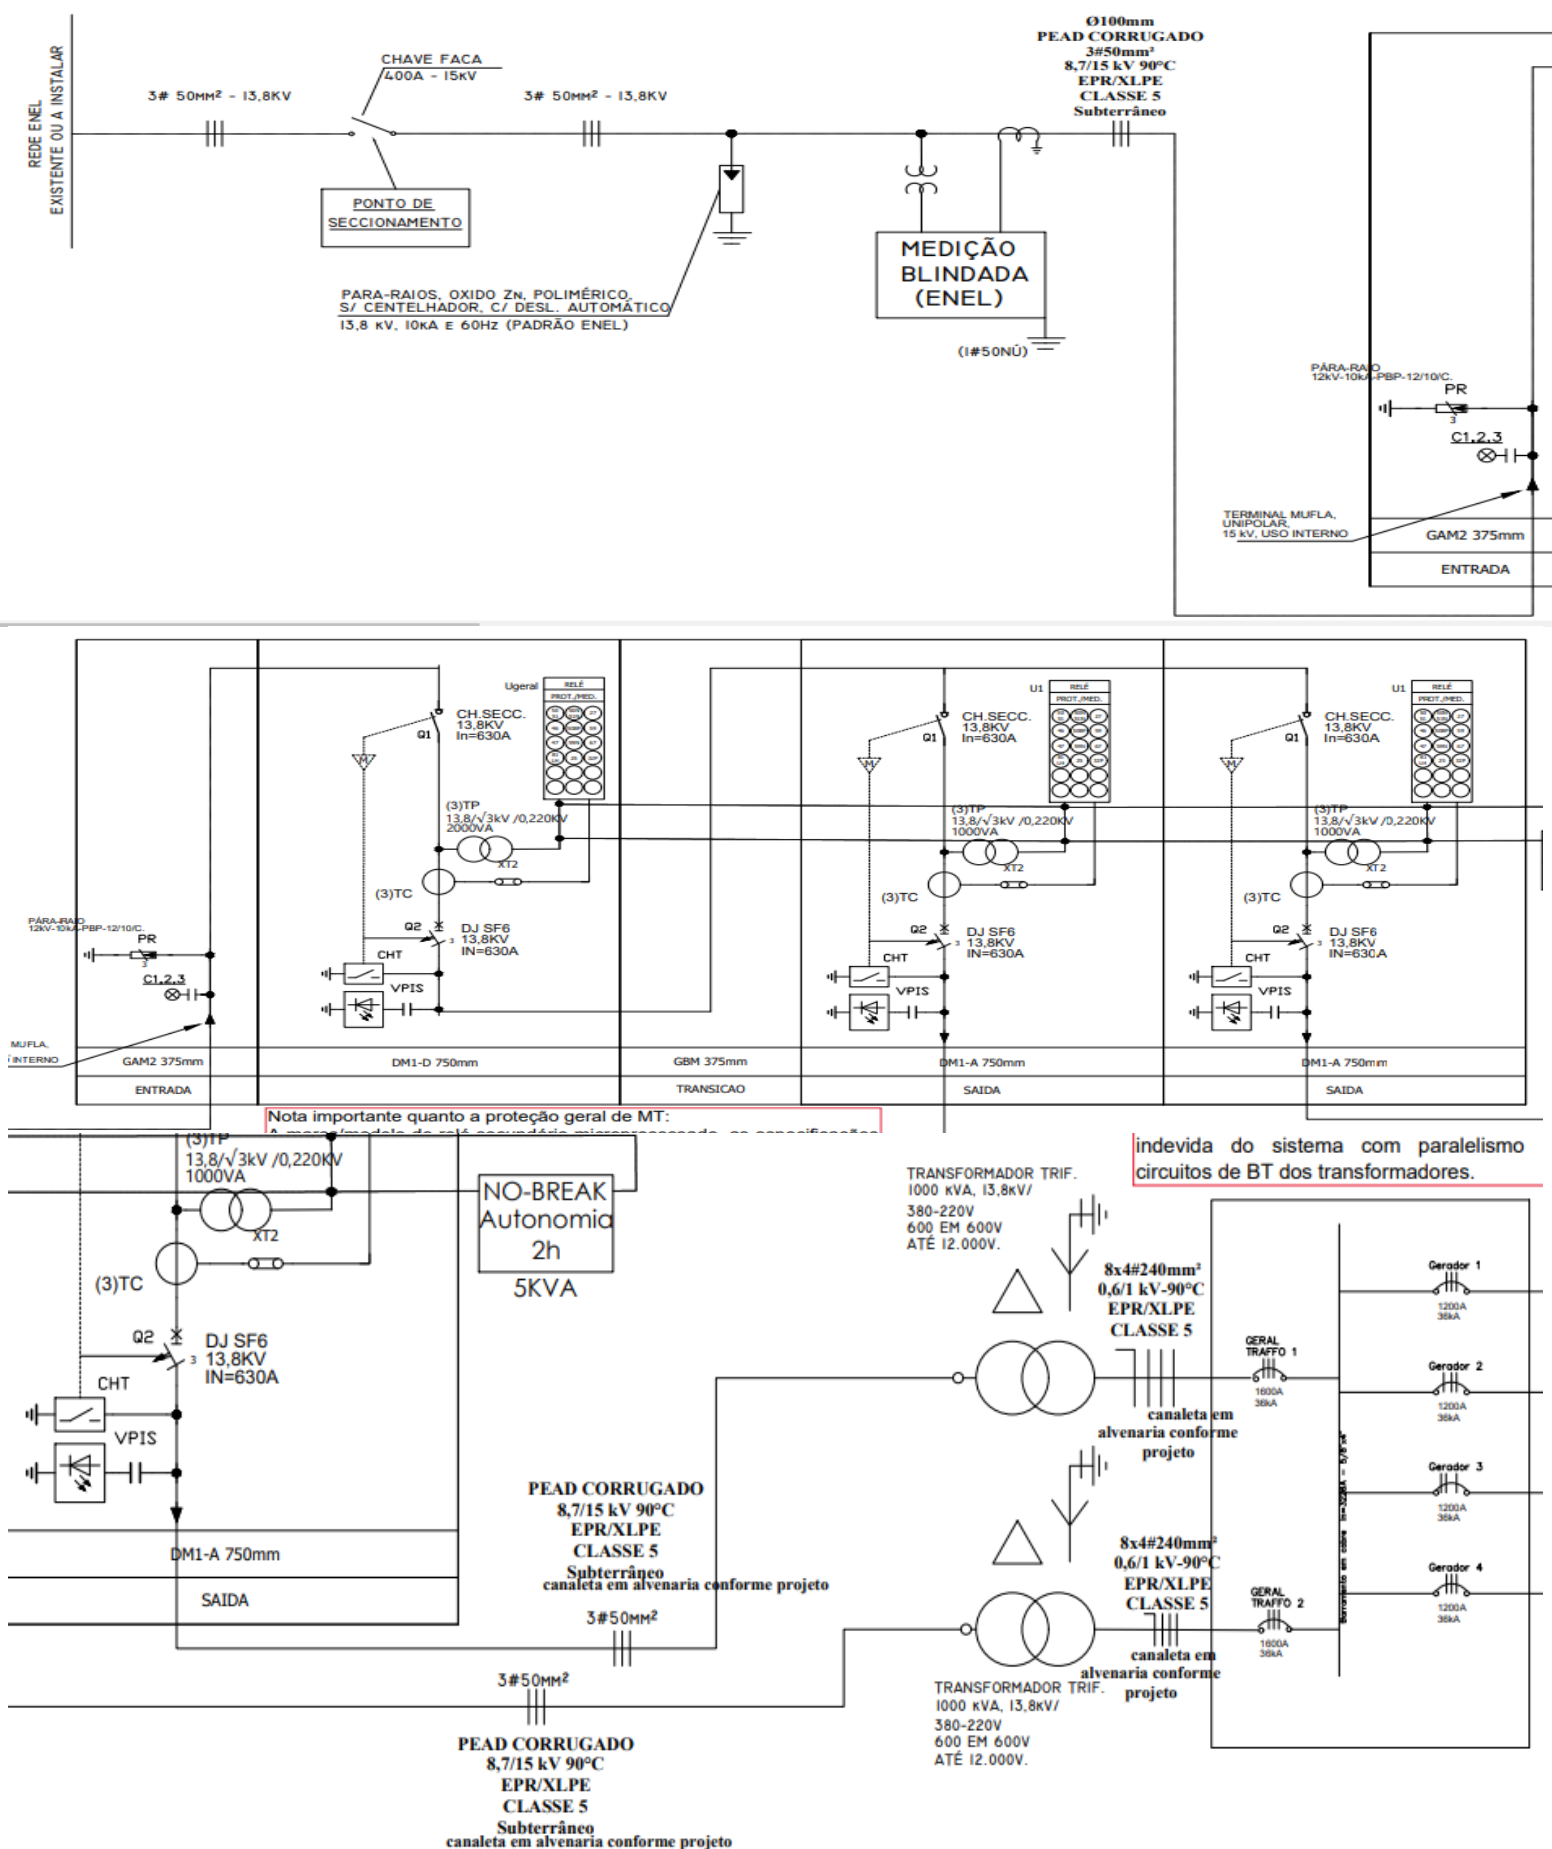 REDE ENEL
EXISTENTE OU A INSTALAR
3# 50MM² - 13,8KV
CHAVE FACA
400A - 15KV
3# 50MM² - 13,8KV
PONTO DE
SECCIONAMENTO
PARA-RAIOS, OXIDO ZN, POLIMÉRICO,
S/ CENTELHADOR, C/ DESL. AUTOMÁTICO
13,8 KV, 10KA E 60HZ (PADRÃO ENEL)
MEDIÇÃO
BLINDADA
(ENEL)
(1#50NÚ)
Ø100mm
PEAD CORRUGADO
3#50mm²
8,7/15 kV 90°C
EPR/XLPE
CLASSE 5
Subterrâneo
PÁRA-RAIO
12kV-10kA-PBP-12/10/C.
PR
3
C1,2,3
TERMINAL MUFLA,
UNIPOLAR,
15 kV, USO INTERNO
GAM2 375mm
ENTRADA
PÁRA-RAIO
12kV-10kA-PBP-12/10/C.
PR
3
C1,2,3
MUFLA,
INTERNO
GAM2 375mm
ENTRADA
Ugeral
RELÉ
PROT./MED.
CH.SECC.
13,8KV
In=630A
Q1
M
(3)TP
13,8/√3kV /0,220KV
2000VA
XT2
(3)TC
Q2
3
DJ SF6
13,8KV
IN=630A
CHT
VPIS
DM1-D 750mm
GBM 375mm
TRANSICAO
U1
RELÉ
PROT./MED.
CH.SECC.
13,8KV
In=630A
Q1
M
(3)TP
13,8/√3kV /0,220KV
1000VA
XT2
(3)TC
Q2
3
DJ SF6
13,8KV
IN=630A
CHT
VPIS
DM1-A 750mm
SAIDA
U1
RELÉ
PROT./MED.
CH.SECC.
13,8KV
In=630A
Q1
M
(3)TP
13,8/√3kV /0,220KV
1000VA
XT2
(3)TC
Q2
3
DJ SF6
13,8KV
IN=630A
CHT
VPIS
DM1-A 750mm
SAIDA
Nota importante quanto a proteção geral de MT:
(3)TP
13,8/√3kV /0,220KV
1000VA
XT2
(3)TC
Q2
3
DJ SF6
13,8KV
IN=630A
CHT
VPIS
DM1-A 750mm
SAIDA
NO-BREAK
Autonomia
2h
5KVA
indevida do sistema com paralelismo
circuitos de BT dos transformadores.
TRANSFORMADOR TRIF.
1000 KVA, 13,8KV/
380-220V
600 EM 600V
ATÉ 12.000V.
8x4#240mm²
0,6/1 kV-90°C
EPR/XLPE
CLASSE 5
canaleta em
alvenaria conforme
projeto
GERAL
TRAFFO 1
1600A
36kA
Gerador 1
1200A
36kA
Gerador 2
1200A
36kA
Gerador 3
1200A
36kA
Gerador 4
1200A
36kA
Barramento em cobre
PEAD CORRUGADO
8,7/15 kV 90°C
EPR/XLPE
CLASSE 5
Subterrâneo
canaleta em alvenaria conforme projeto
3#50MM²
8x4#240mm²
0,6/1 kV-90°C
EPR/XLPE
CLASSE 5
canaleta em
alvenaria conforme
projeto
GERAL
TRAFFO 2
1600A
36kA
TRANSFORMADOR TRIF.
1000 KVA, 13,8KV/
380-220V
600 EM 600V
ATÉ 12.000V.
3#50MM²
PEAD CORRUGADO
8,7/15 kV 90°C
EPR/XLPE
CLASSE 5
Subterrâneo
canaleta em alvenaria conforme projeto